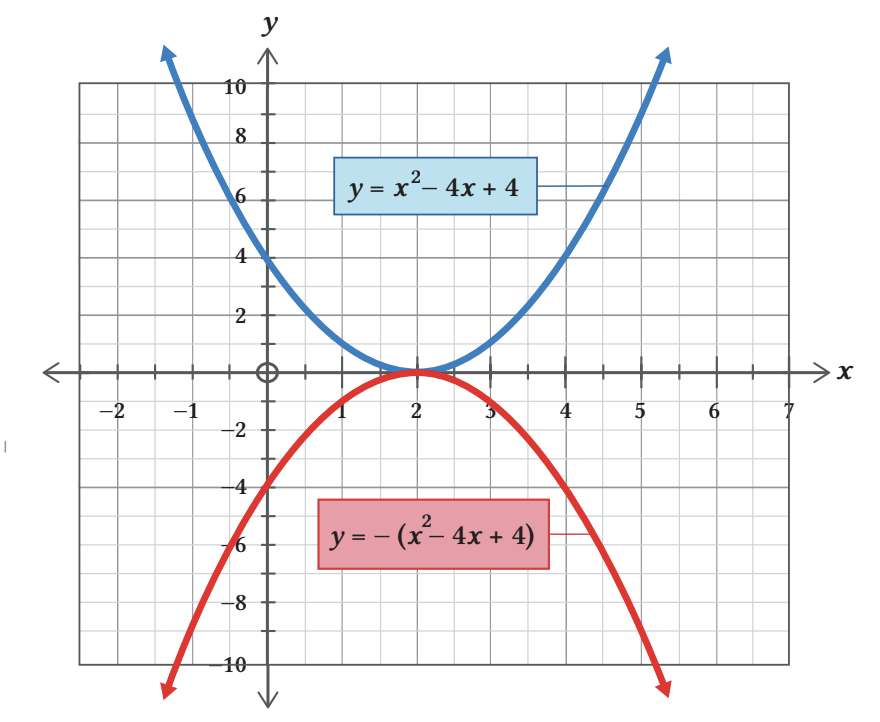 y
10
8
y = x² – 4x + 4
6
4
2
x
–2 –1 1 2 3 4 5 6 7
–2
–4
y = – (x² – 4x + 4)
–6
–8
–10